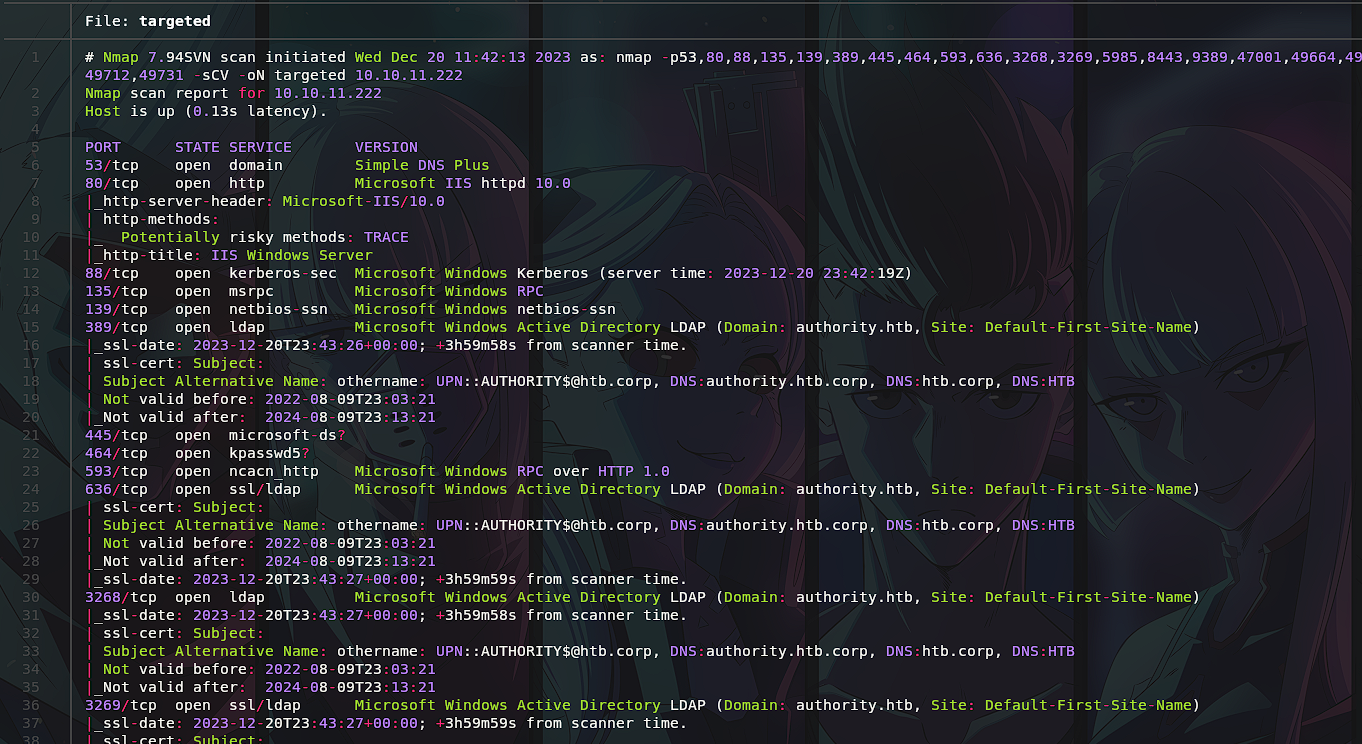 File: targeted
1 # Nmap 7.94SVN scan initiated Wed Dec 20 11:42:13 2023 as: nmap -p53,80,88,135,139,389,445,464,593,636,3268,3269,5985,8443,9389,47001,49664,49
49712,49731 -sCV -oN targeted 10.10.11.222
2 Nmap scan report for 10.10.11.222
3 Host is up (0.13s latency).
4
5 PORT STATE SERVICE VERSION
6 53/tcp open domain Simple DNS Plus
7 80/tcp open http Microsoft IIS httpd 10.0
8 |_http-server-header: Microsoft-IIS/10.0
9 | http-methods:
10 |_ Potentially risky methods: TRACE
11 |_http-title: IIS Windows Server
12 88/tcp open kerberos-sec Microsoft Windows Kerberos (server time: 2023-12-20 23:42:19Z)
13 135/tcp open msrpc Microsoft Windows RPC
14 139/tcp open netbios-ssn Microsoft Windows netbios-ssn
15 389/tcp open ldap Microsoft Windows Active Directory LDAP (Domain: authority.htb, Site: Default-First-Site-Name)
16 |_ssl-date: 2023-12-20T23:43:26+00:00; +3h59m58s from scanner time.
17 | ssl-cert: Subject:
18 | Subject Alternative Name: othername: UPN::AUTHORITY$@htb.corp, DNS:authority.htb.corp, DNS:htb.corp, DNS:HTB
19 | Not valid before: 2022-08-09T23:03:21
20 |_Not valid after: 2024-08-09T23:13:21
21 445/tcp open microsoft-ds?
22 464/tcp open kpasswd5?
23 593/tcp open ncacn_http Microsoft Windows RPC over HTTP 1.0
24 636/tcp open ssl/ldap Microsoft Windows Active Directory LDAP (Domain: authority.htb, Site: Default-First-Site-Name)
25 | ssl-cert: Subject:
26 | Subject Alternative Name: othername: UPN::AUTHORITY$@htb.corp, DNS:authority.htb.corp, DNS:htb.corp, DNS:HTB
27 | Not valid before: 2022-08-09T23:03:21
28 |_Not valid after: 2024-08-09T23:13:21
29 |_ssl-date: 2023-12-20T23:43:27+00:00; +3h59m59s from scanner time.
30 3268/tcp open ldap Microsoft Windows Active Directory LDAP (Domain: authority.htb, Site: Default-First-Site-Name)
31 |_ssl-date: 2023-12-20T23:43:27+00:00; +3h59m58s from scanner time.
32 | ssl-cert: Subject:
33 | Subject Alternative Name: othername: UPN::AUTHORITY$@htb.corp, DNS:authority.htb.corp, DNS:htb.corp, DNS:HTB
34 | Not valid before: 2022-08-09T23:03:21
35 |_Not valid after: 2024-08-09T23:13:21
36 3269/tcp open ssl/ldap Microsoft Windows Active Directory LDAP (Domain: authority.htb, Site: Default-First-Site-Name)
37 |_ssl-date: 2023-12-20T23:43:27+00:00; +3h59m59s from scanner time.
38 | ssl-cert: Subject: